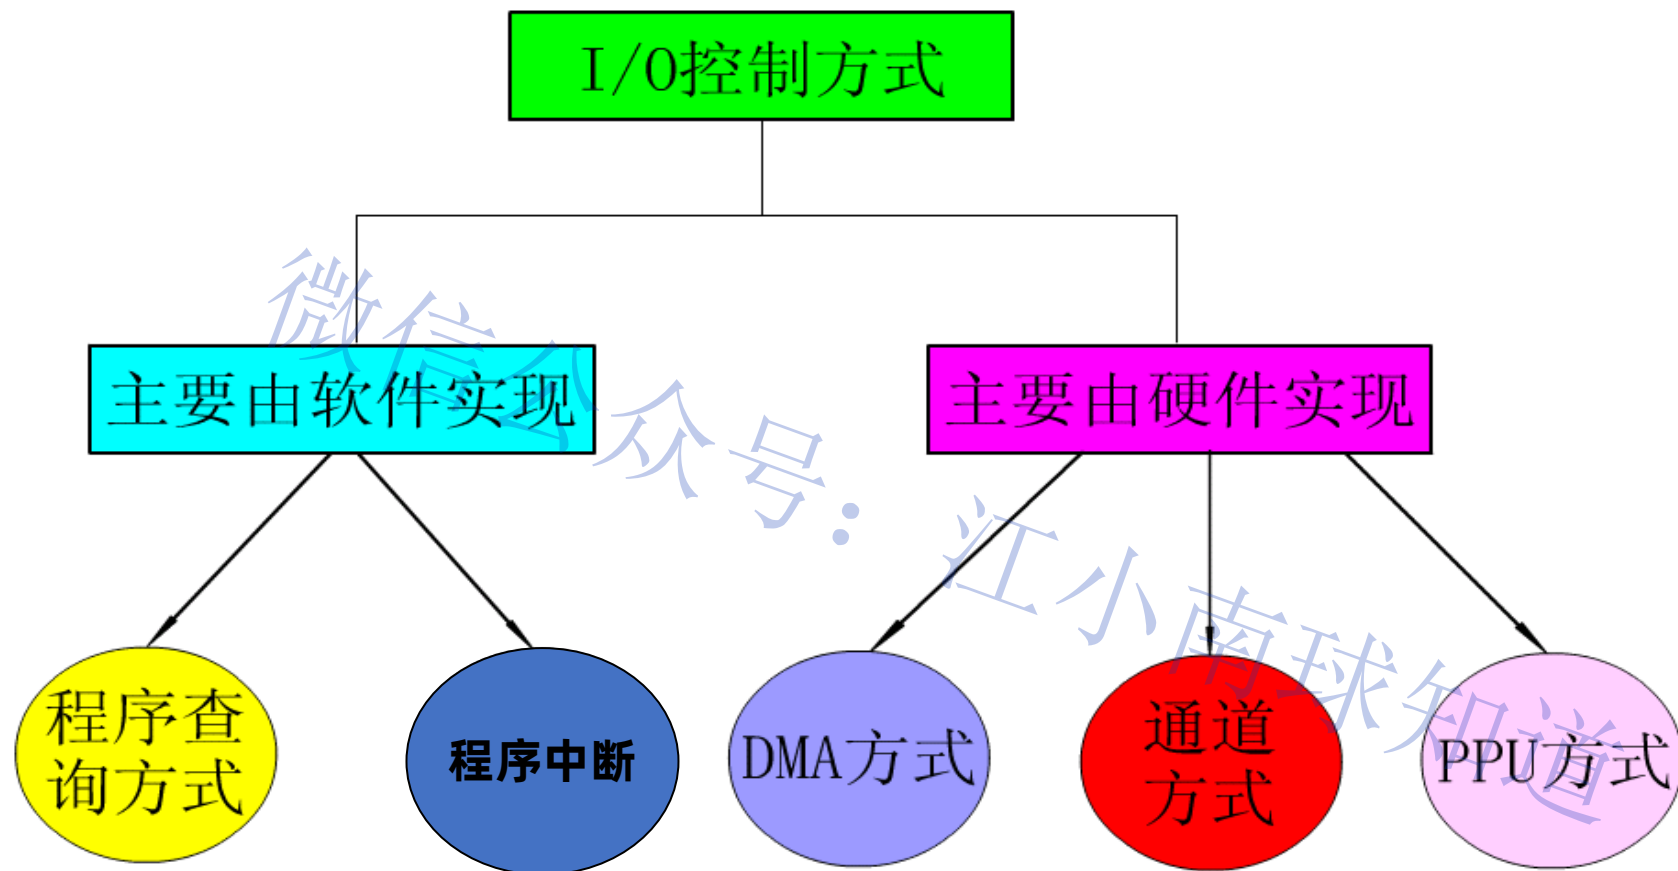 I/O控制方式
主要由软件实现
主要由硬件实现
程序查
询方式
程序中断
DMA方式
通道
方式
PPU方式
微信公众号：江小南球知道